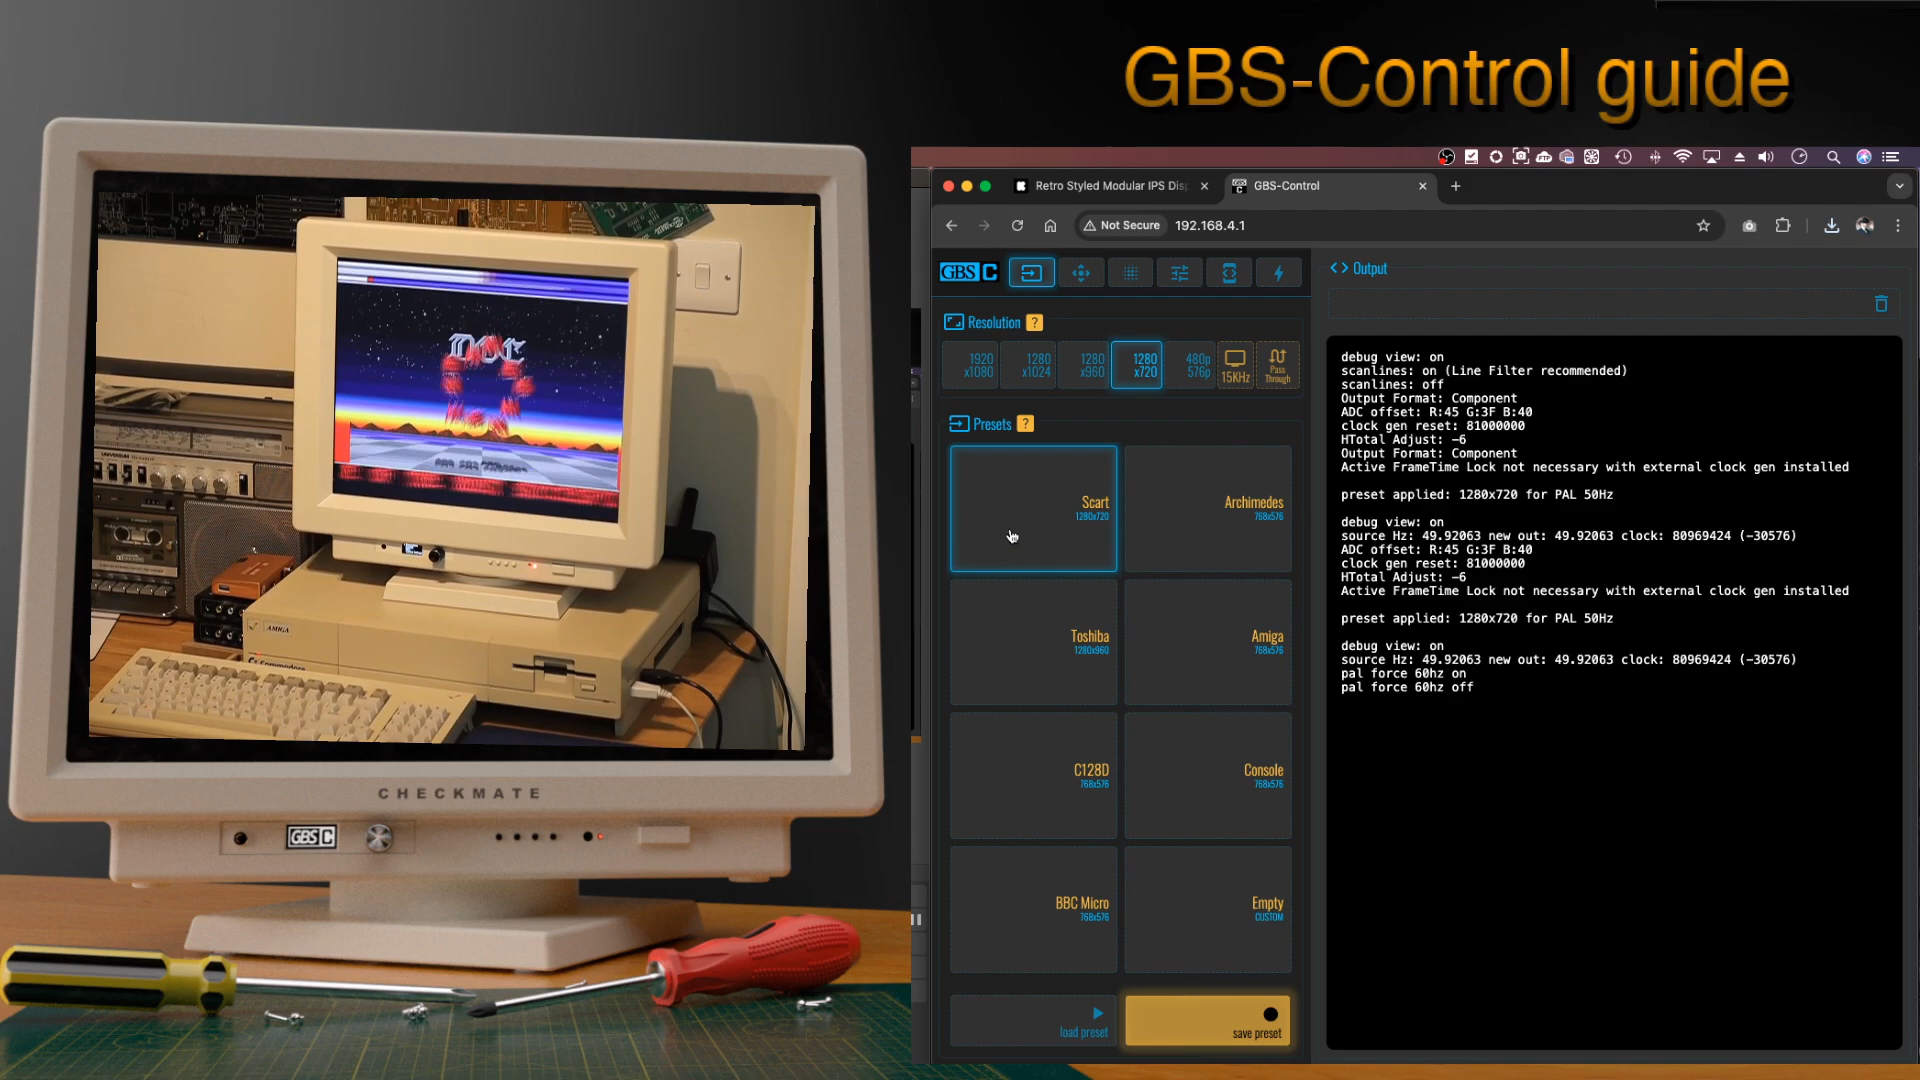 GBS-Control guide
Retro Styled Modular IPS Dis
GBS-Control
Not Secure
192.168.4.1
GBS C
Resolution ?
1920
x1080
1280
x1024
1280
x960
1280
x720
480p
576p
15KHz
Pass
Through
Presets ?
Scart
1280x720
Archimedes
768x576
Toshiba
1280x960
Amiga
768x576
C128D
768x576
Console
768x576
BBC Micro
768x576
Empty
CUSTOM
load preset
save preset
<> Output
debug view: on
scanlines: on (Line Filter recommended)
scanlines: off
Output Format: Component
ADC offset: R:45 G:3F B:40
clock gen reset: 81000000
HTotal Adjust: -6
Output Format: Component
Active FrameTime Lock not necessary with external clock gen installed
preset applied: 1280x720 for PAL 50Hz
debug view: on
source Hz: 49.92063 new out: 49.92063 clock: 80969424 (-30576)
ADC offset: R:45 G:3F B:40
clock gen reset: 81000000
HTotal Adjust: -6
Active FrameTime Lock not necessary with external clock gen installed
preset applied: 1280x720 for PAL 50Hz
debug view: on
source Hz: 49.92063 new out: 49.92063 clock: 80969424 (-30576)
pal force 60hz on
pal force 60hz off
DOC
AMIGA
Commodore
CHECKMATE
GBS C